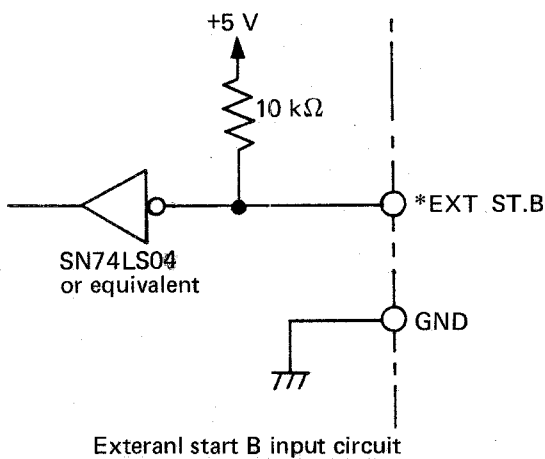 +5 V
10 kΩ
*EXT ST.B
SN74LS04
or equivalent
GND
Exteranl start B input circuit